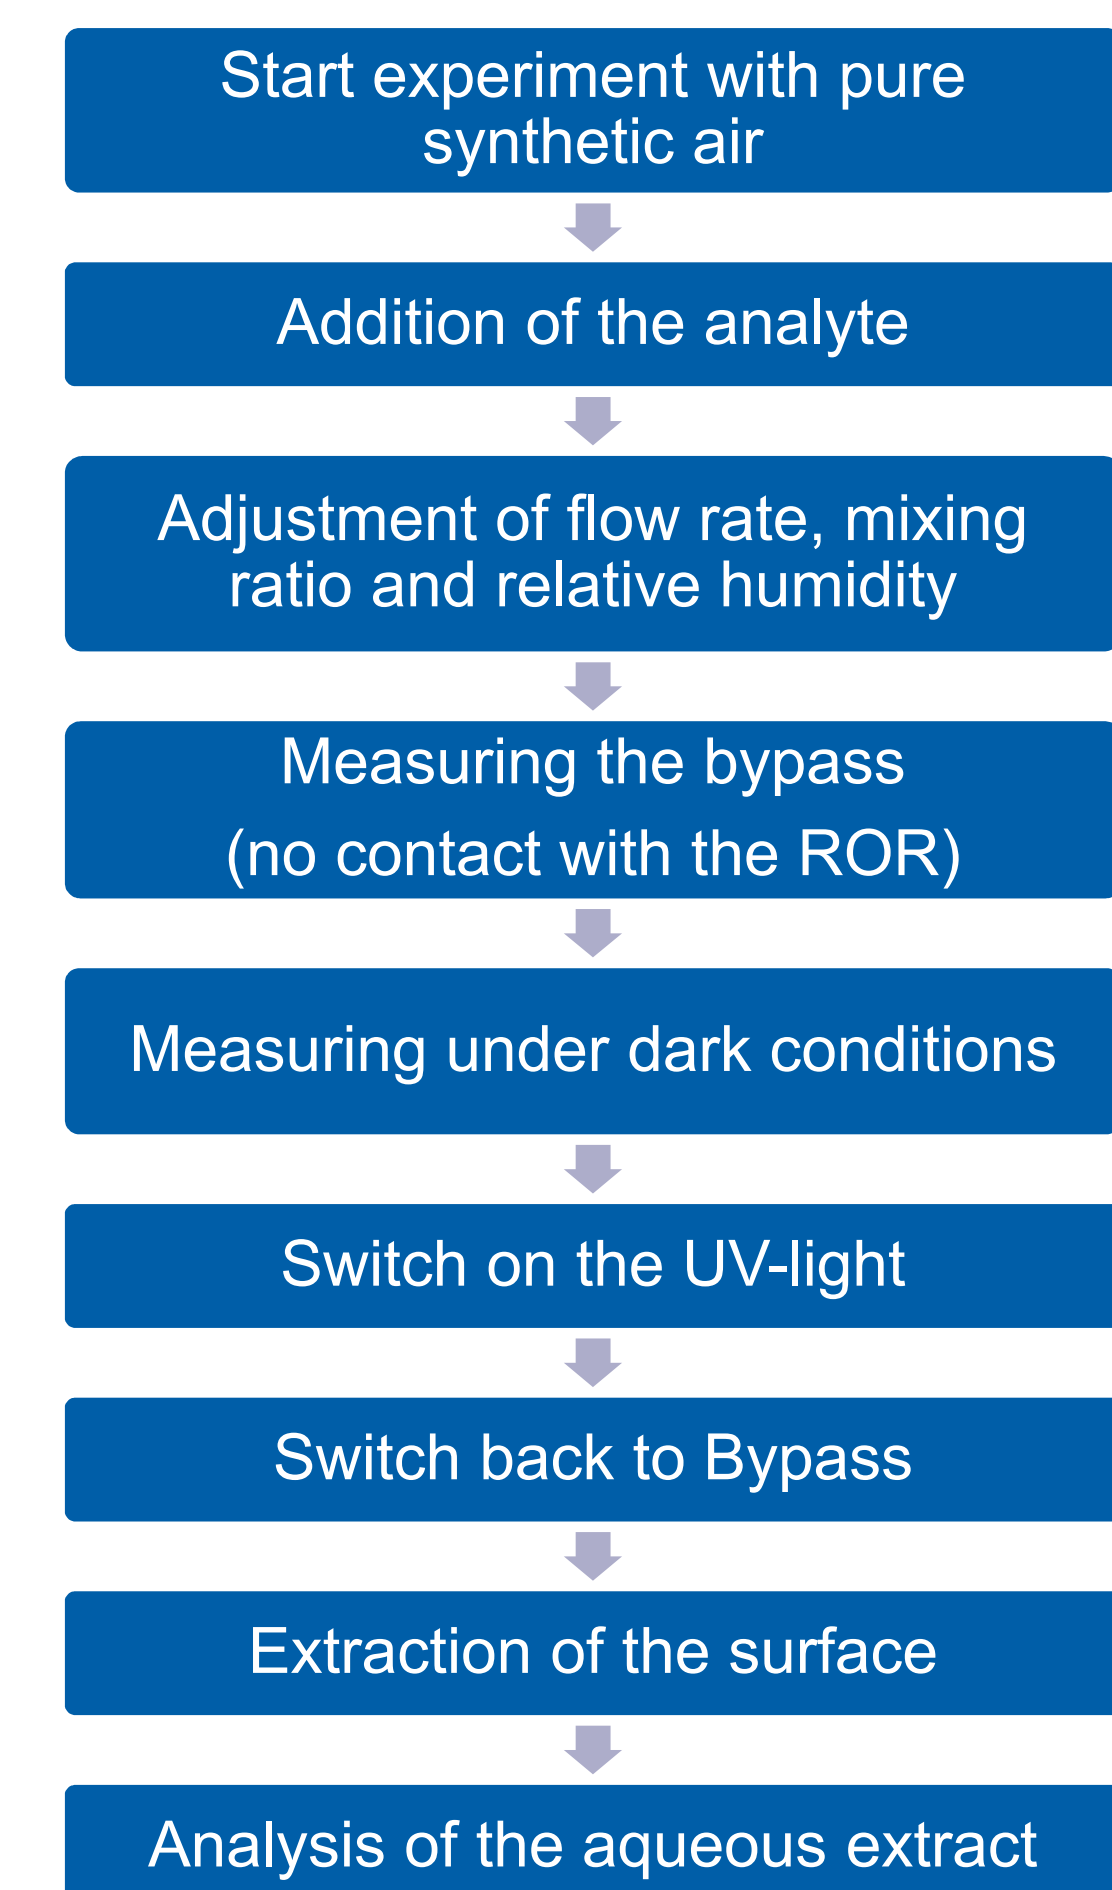 Start experiment with pure
synthetic air
Addition of the analyte
Adjustment of flow rate, mixing
ratio and relative humidity
Measuring the bypass
(no contact with the ROR)
Measuring under dark conditions
Switch on the UV-light
Switch back to Bypass
Extraction of the surface
Analysis of the aqueous extract